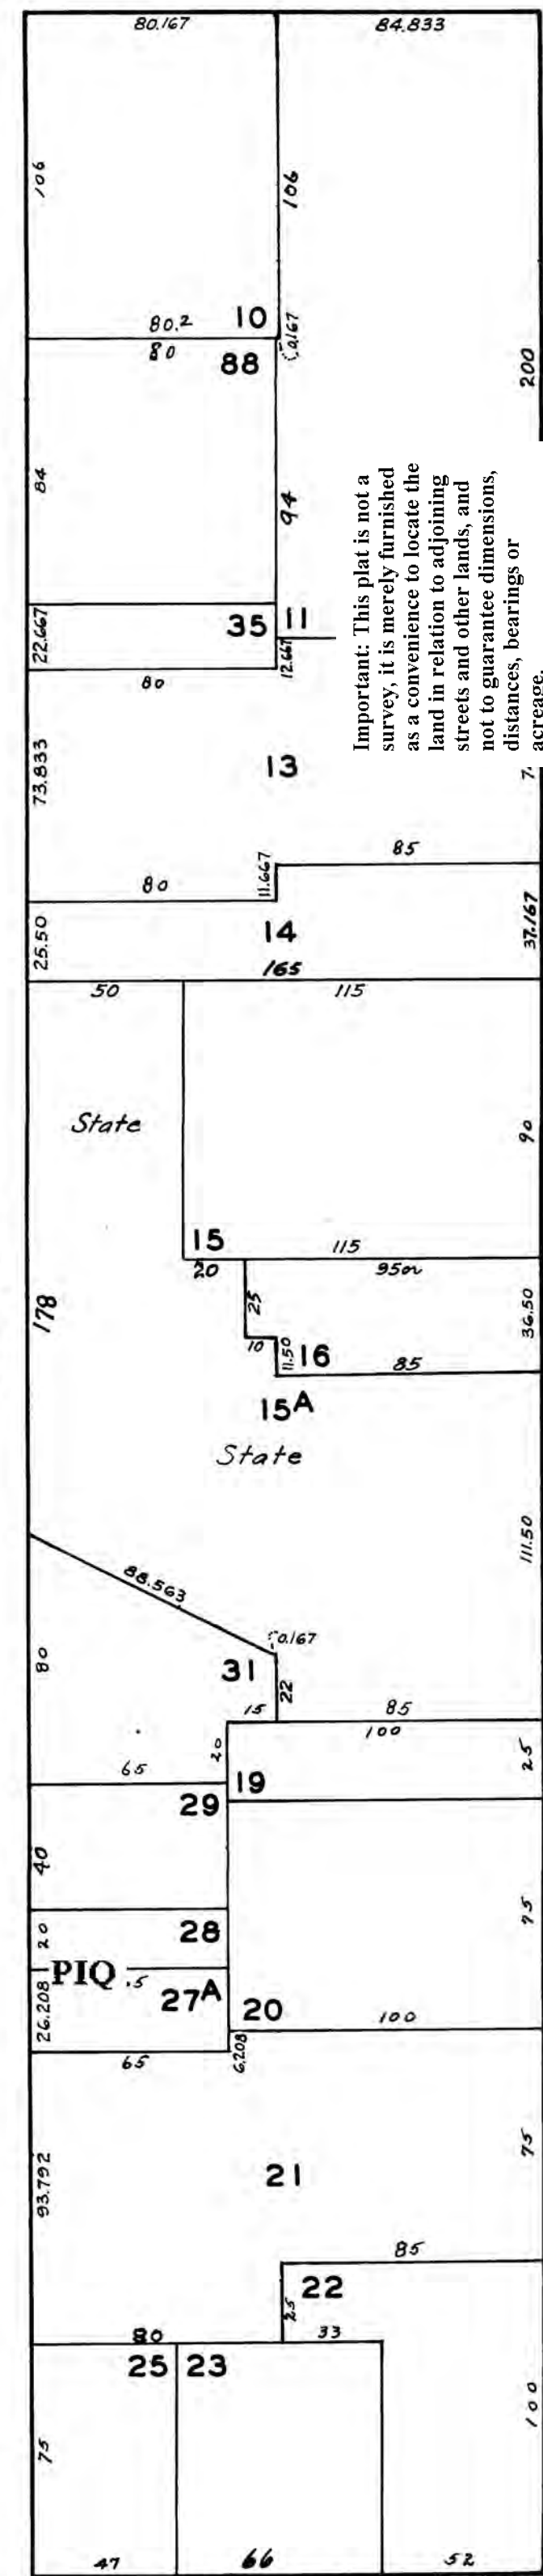 80.167 84.833
106 106
80.2 10 0.167
80 88
200
84 94
Important: This plat is not a
survey, it is merely furnished
as a convenience to locate the
land in relation to adjoining
streets and other lands, and
not to guarantee dimensions,
distances, bearings or
acreage.
22.667 35 11
12.667
80
73.833 13 7
85
80 11.667
25.50 14 37.167
165
50 115
State 90
15 115
20 95
25 36.50
178
10 11.50 16
85
15A
State
111.50
88.563
0.167
80 31 22
15 85
100
20 25
65 19
29
40 75
20 28
PIQ .5
26.208 27A 20 100
65 6.208
75
93.792 21
85
22
25
80 33
25 23
75 100
47 66 52